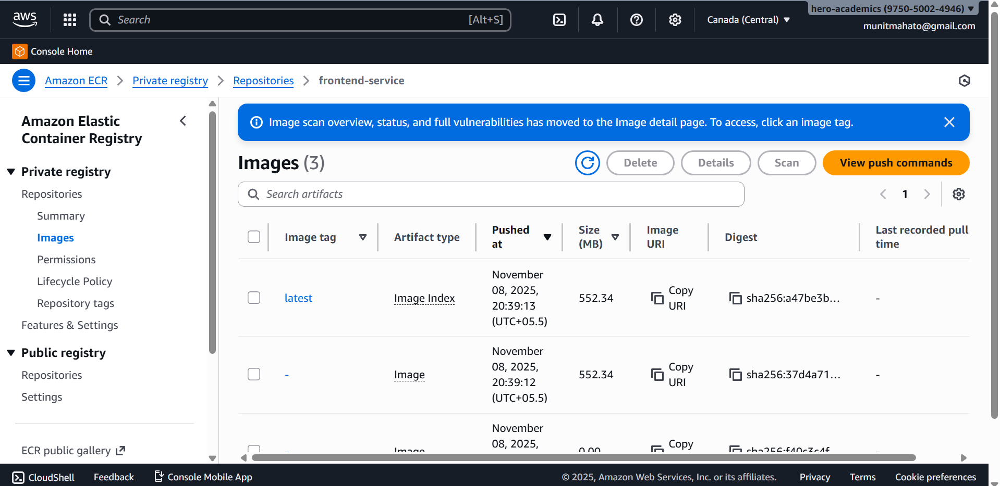 hero-academics (9750-5002-4946)
aws
Search
[Alt+S]
Canada (Central)
munitmahato@gmail.com
Console Home
Amazon ECR
Private registry
Repositories
frontend-service
Amazon Elastic
Container Registry
Private registry
Repositories
Summary
Images
Permissions
Lifecycle Policy
Repository tags
Features & Settings
Public registry
Repositories
Settings
ECR public gallery
Image scan overview, status, and full vulnerabilities has moved to the Image detail page. To access, click an image tag.
Images (3)
Delete
Details
Scan
View push commands
Search artifacts
1
Image tag
Artifact type
Pushed
at
Size
(MB)
Image
URI
Digest
Last recorded pull
time
latest
Image Index
November
08, 2025,
20:39:13
(UTC+05.5)
552.34
Copy
URI
sha256:a47be3b...
-
-
Image
November
08, 2025,
20:39:12
(UTC+05.5)
552.34
Copy
URI
sha256:37d4a71...
-
-
Image
November
08, 2025,
0.00
Copy
sha256:f40c3c4f
-
CloudShell
Feedback
Console Mobile App
© 2025, Amazon Web Services, Inc. or its affiliates.
Privacy
Terms
Cookie preferences